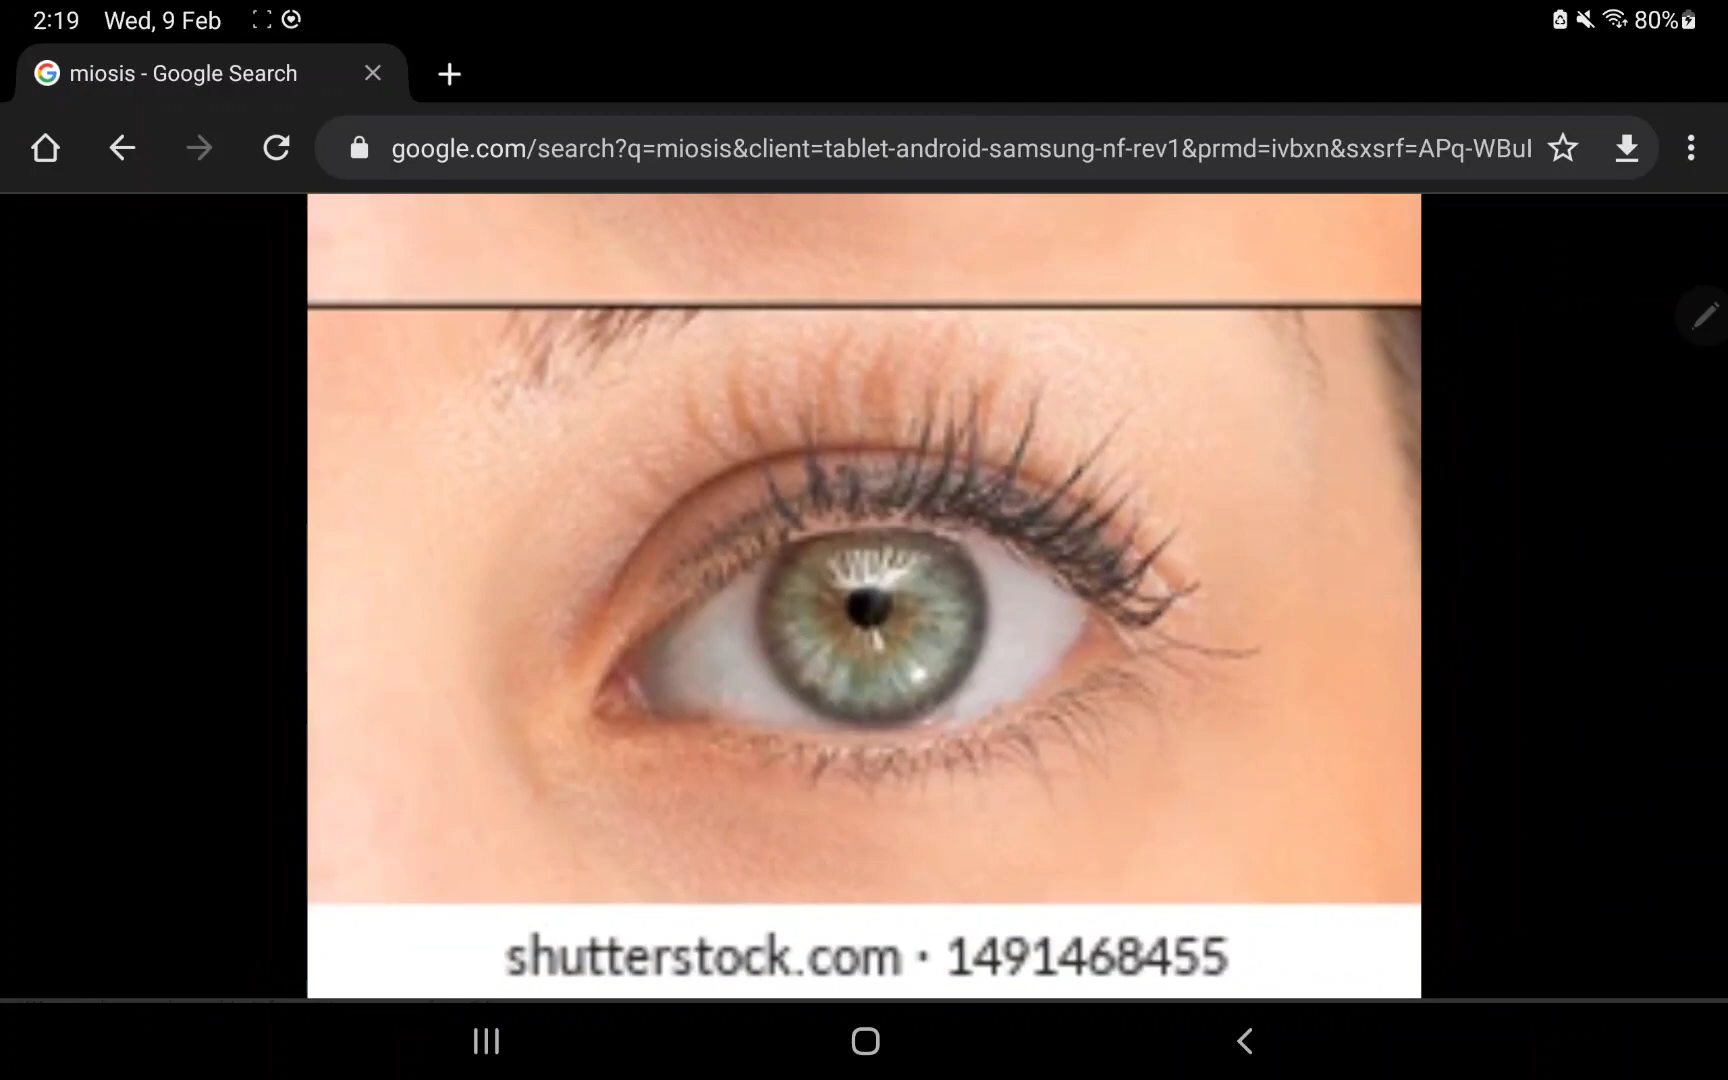 2:19 Wed, 9 Feb 80%
miosis - Google Search
google.com/search?q=miosis&client=tablet-android-samsung-nf-rev1&prmd=ivbxn&sxsrf=APq-WBuI
shutterstock.com · 1491468455